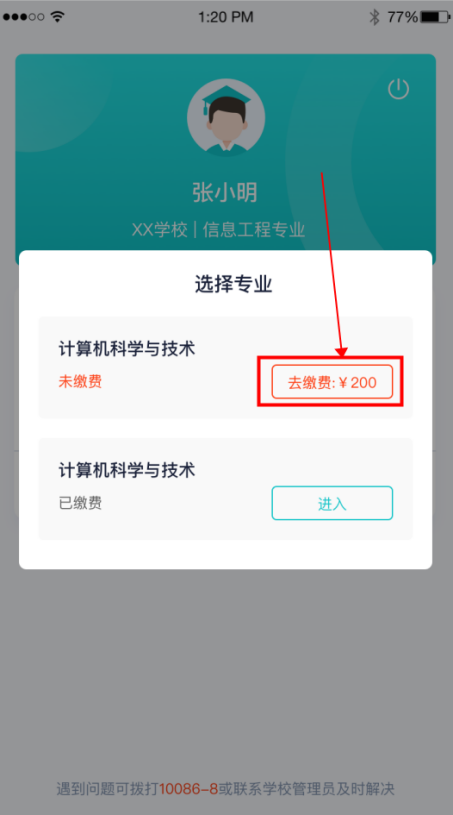 1:20 PM 77%
张小明
XX学校 | 信息工程专业
选择专业
计算机科学与技术
未缴费
去缴费:¥200
计算机科学与技术
已缴费
进入
遇到问题可拨打10086-8或联系学校管理员及时解决